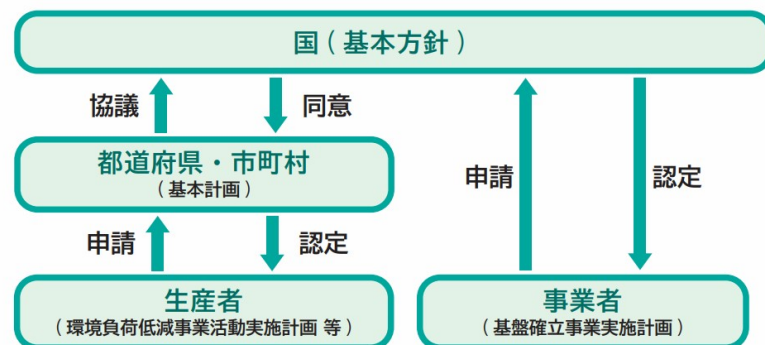 国（基本方針）
協議
同意
都道府県・市町村
（基本計画）
申請
認定
申請
認定
生産者
（環境負荷低減事業活動実施計画 等）
事業者
（基盤確立事業実施計画）